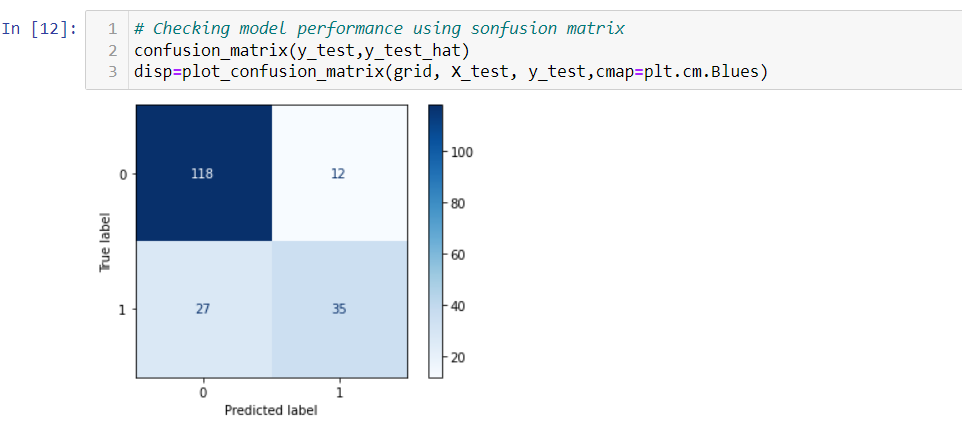 In [12]:
1 # Checking model performance using sonfusion matrix
2 confusion_matrix(y_test,y_test_hat)
3 disp=plot_confusion_matrix(grid, X_test, y_test,cmap=plt.cm.Blues)
0 118 12
1 27 35
True label
0 1
Predicted label
100
80
60
40
20